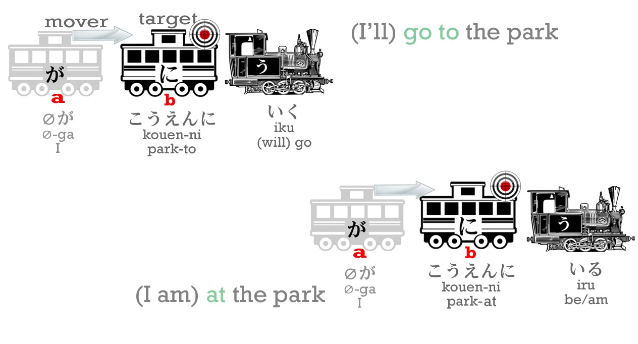 mover
target
(I'll) go to the park
が
に
う
a
b
∅が
∅-ga
I
こうえんに
kouen-ni
park-to
いく
iku
(will) go
が
に
う
a
b
∅が
∅-ga
I
こうえんに
kouen-ni
park-at
いる
iru
be/am
(I am) at the park